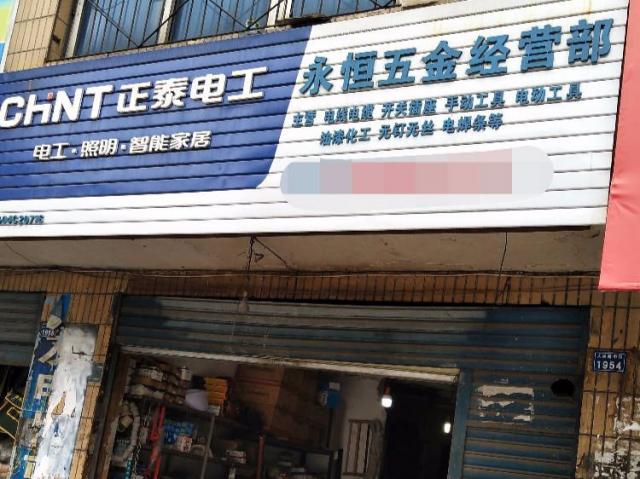 CHNT 正泰电工
电工·照明·智能家居
永恒五金经营部
主营 电线电缆 开关插座 手动工具 电动工具
油漆化工 元钉元丝 电焊条等
1954